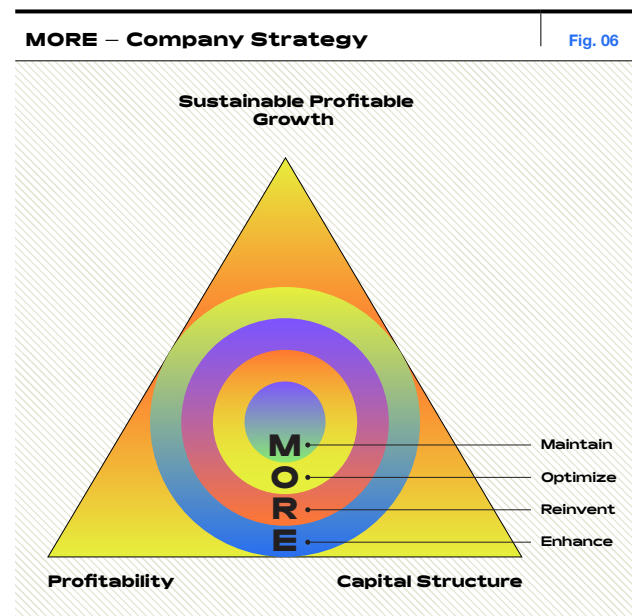 MORE – Company Strategy
Fig. 06
Sustainable Profitable
Growth
M
Maintain
O
Optimize
R
Reinvent
E
Enhance
Profitability
Capital Structure